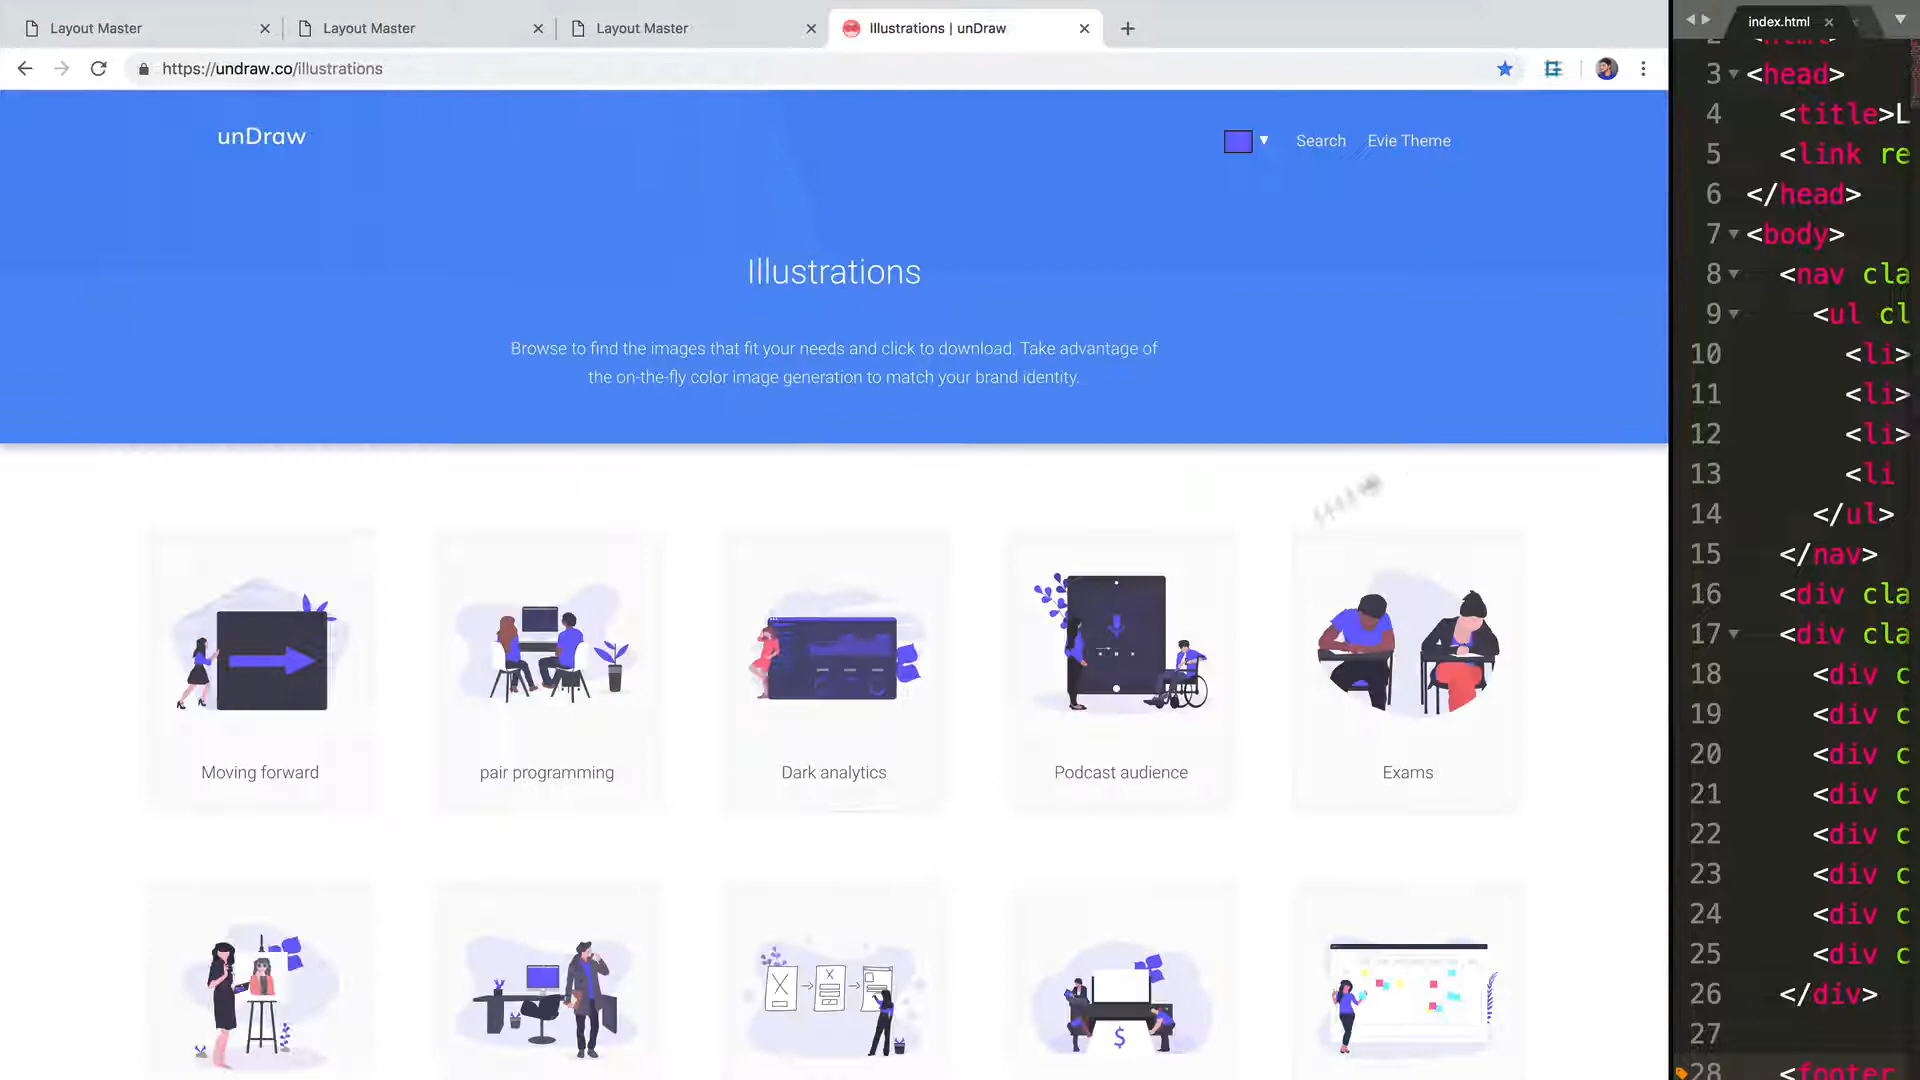 Layout Master
Layout Master
Layout Master
Illustrations | unDraw
https://undraw.co/illustrations
unDraw
Search
Evie Theme
Illustrations
Browse to find the images that fit your needs and click to download. Take advantage of
the on-the-fly color image generation to match your brand identity.
Moving forward
pair programming
Dark analytics
Podcast audience
Exams
$
index.html
3 <head>
4 <title>L
5 <link re
6 </head>
7 <body>
8 <nav cla
9 <ul cl
10 <li>
11 <li>
12 <li>
13 <li
14 </ul>
15 </nav>
16 <div cla
17 <div cla
18 <div c
19 <div c
20 <div c
21 <div c
22 <div c
23 <div c
24 <div c
25 <div c
26 </div>
27
28 <footer